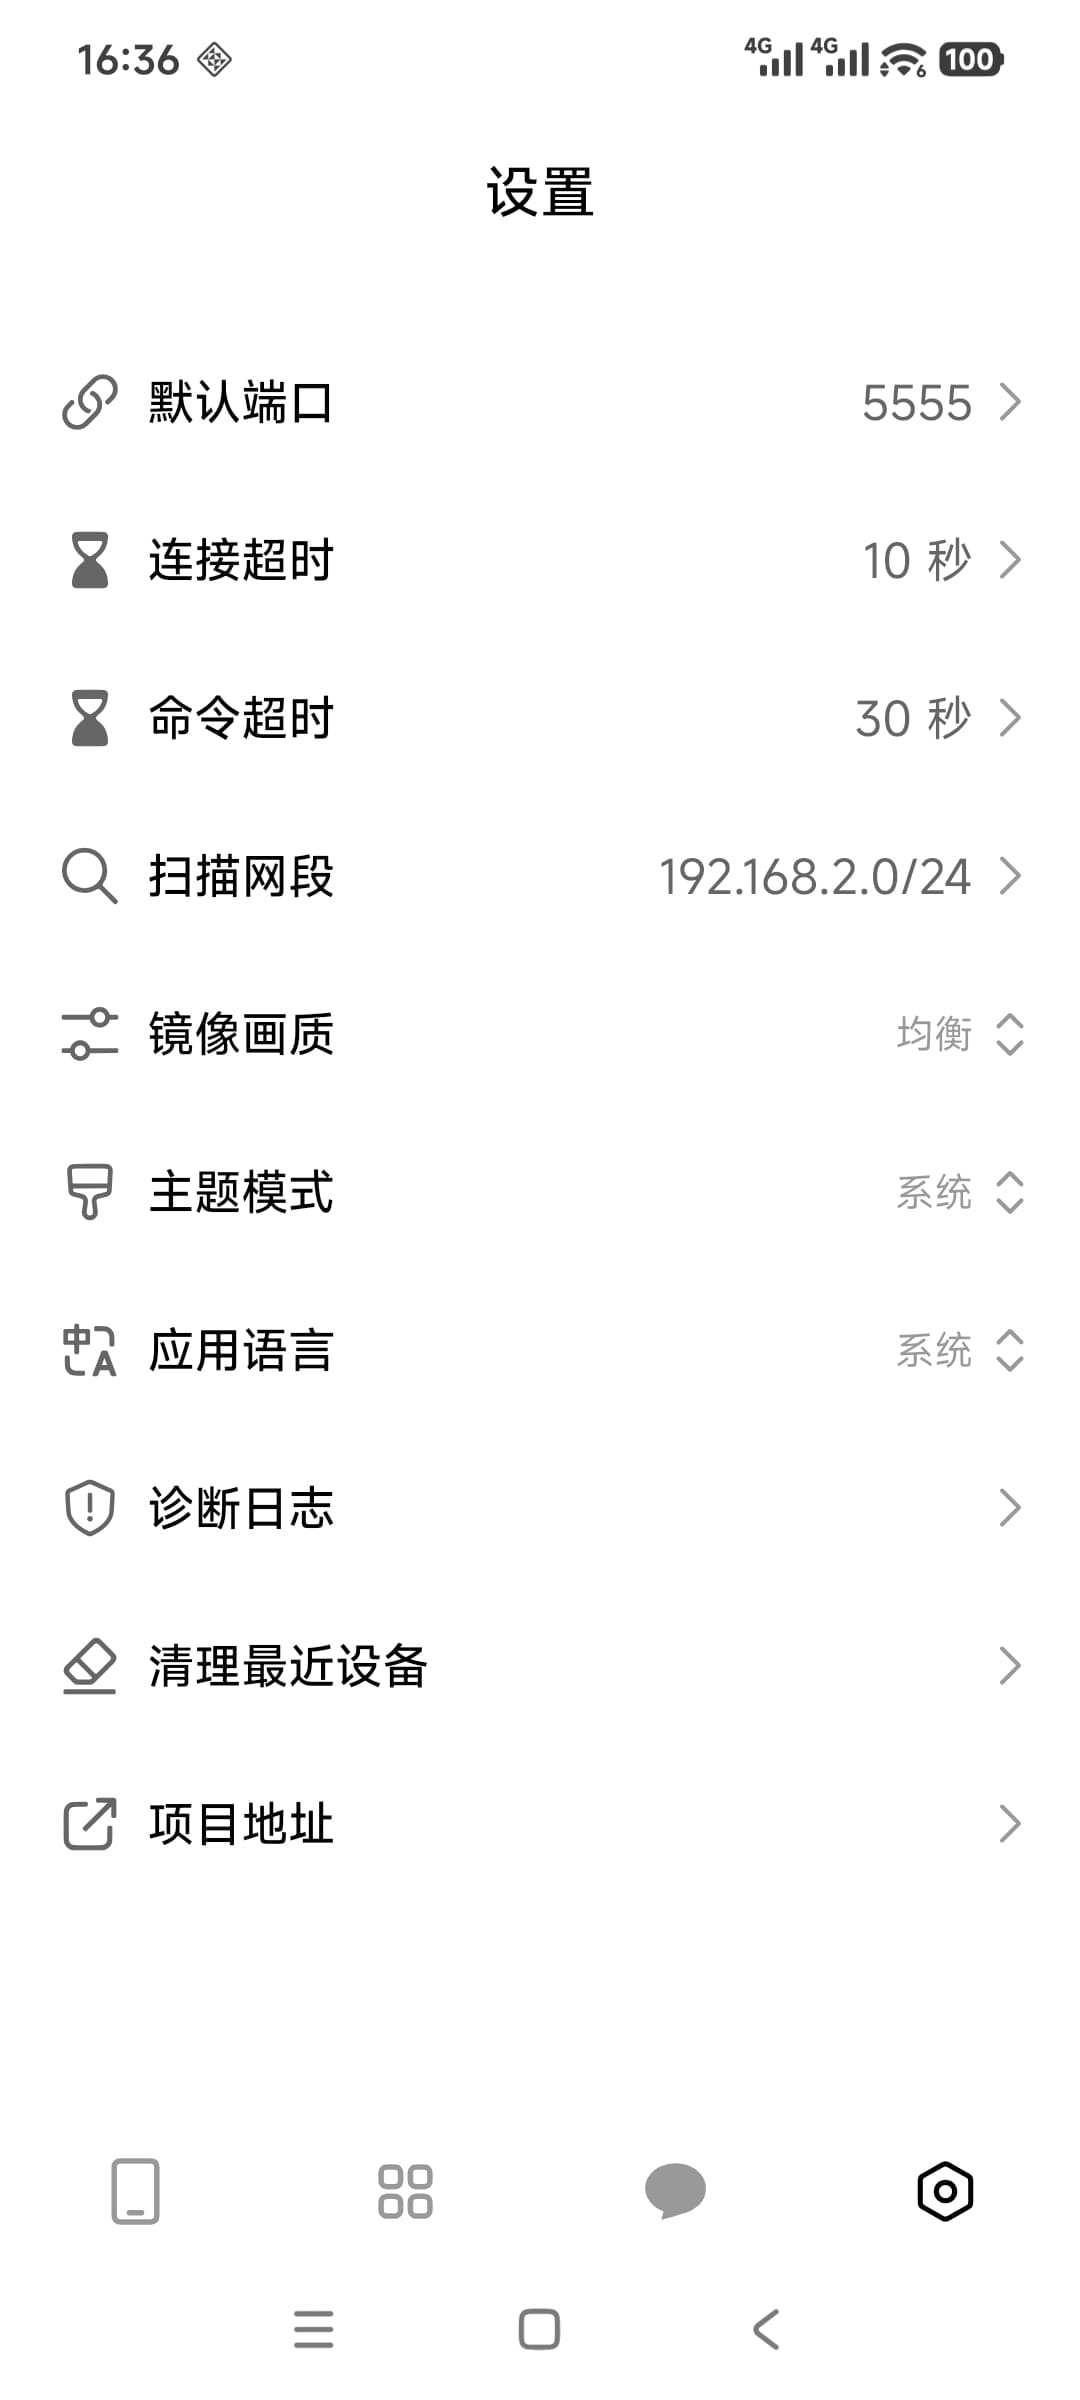 16:36 4G 4G 6 100
设置
默认端口 5555
连接超时 10 秒
命令超时 30 秒
扫描网段 192.168.2.0/24
镜像画质 均衡
主题模式 系统
应用语言 系统
诊断日志
清理最近设备
项目地址